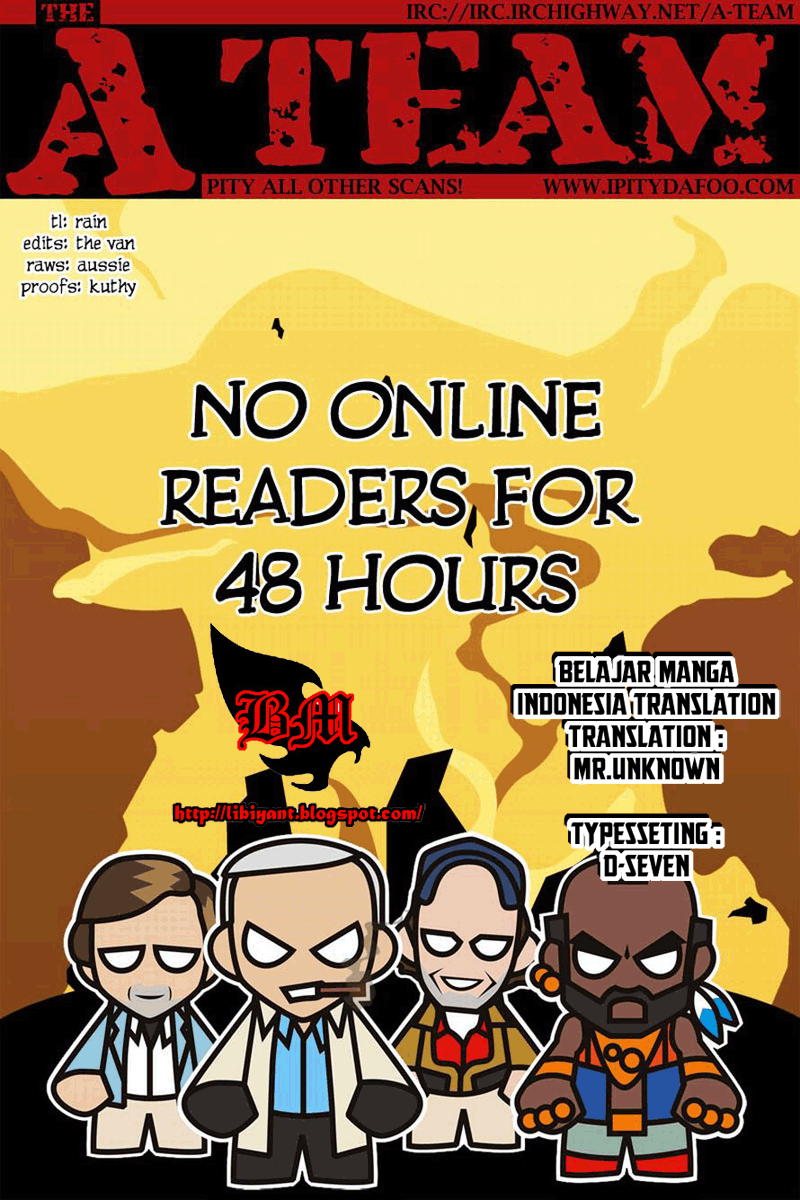 THE
IRC://IRC.IRCHIGHWAY.NET/A-TEAM
A TEAM
PITY ALL OTHER SCANS!
WWW.IPITYDAFOO.COM
tl: rain
edits: the van
raws: aussie
proofs: kuthy
NO ONLINE
READERS FOR
48 HOURS
BM
http://libiyant.blogspot.com/
BELAJAR MANGA
INDONESIA TRANSLATION
TRANSLATION :
MR.UNKNOWN
TYPESSETING :
D-SEVEN